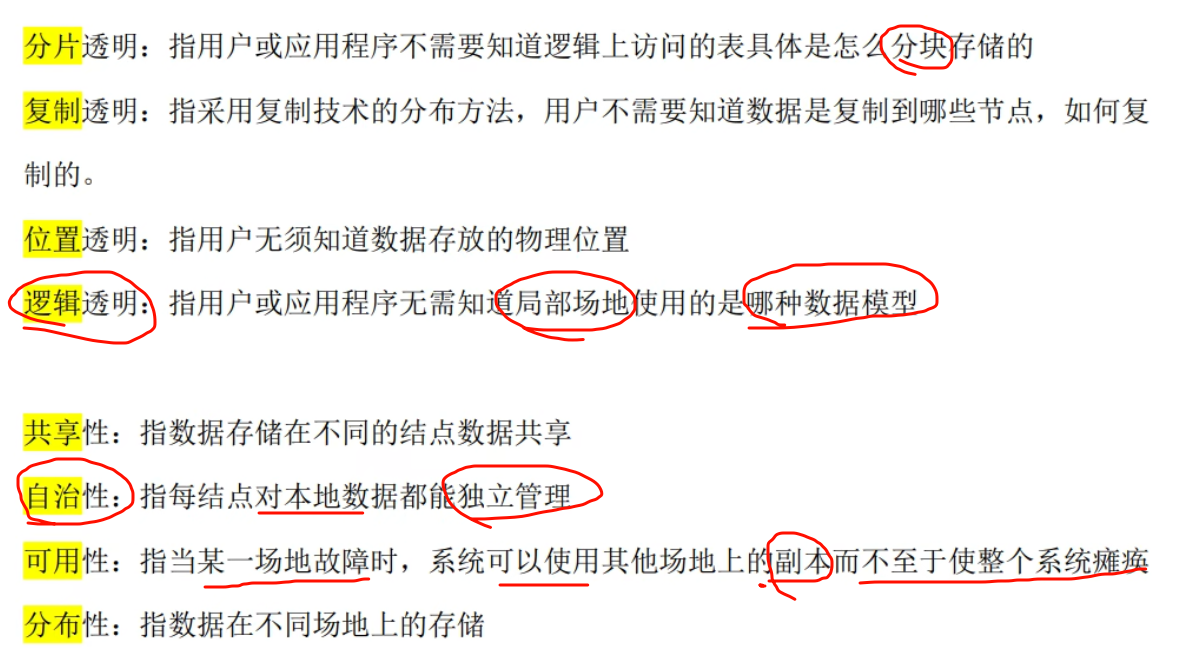 分片透明：指用户或应用程序不需要知道逻辑上访问的表具体是怎么分块存储的
复制透明：指采用复制技术的分布方法，用户不需要知道数据是复制到哪些节点，如何复
制的。
位置透明：指用户无须知道数据存放的物理位置
逻辑透明：指用户或应用程序无需知道局部场地使用的是哪种数据模型
共享性：指数据存储在不同的结点数据共享
自治性：指每结点对本地数据都能独立管理
可用性：指当某一场地故障时，系统可以使用其他场地上的副本而不至于使整个系统瘫痪
分布性：指数据在不同场地上的存储